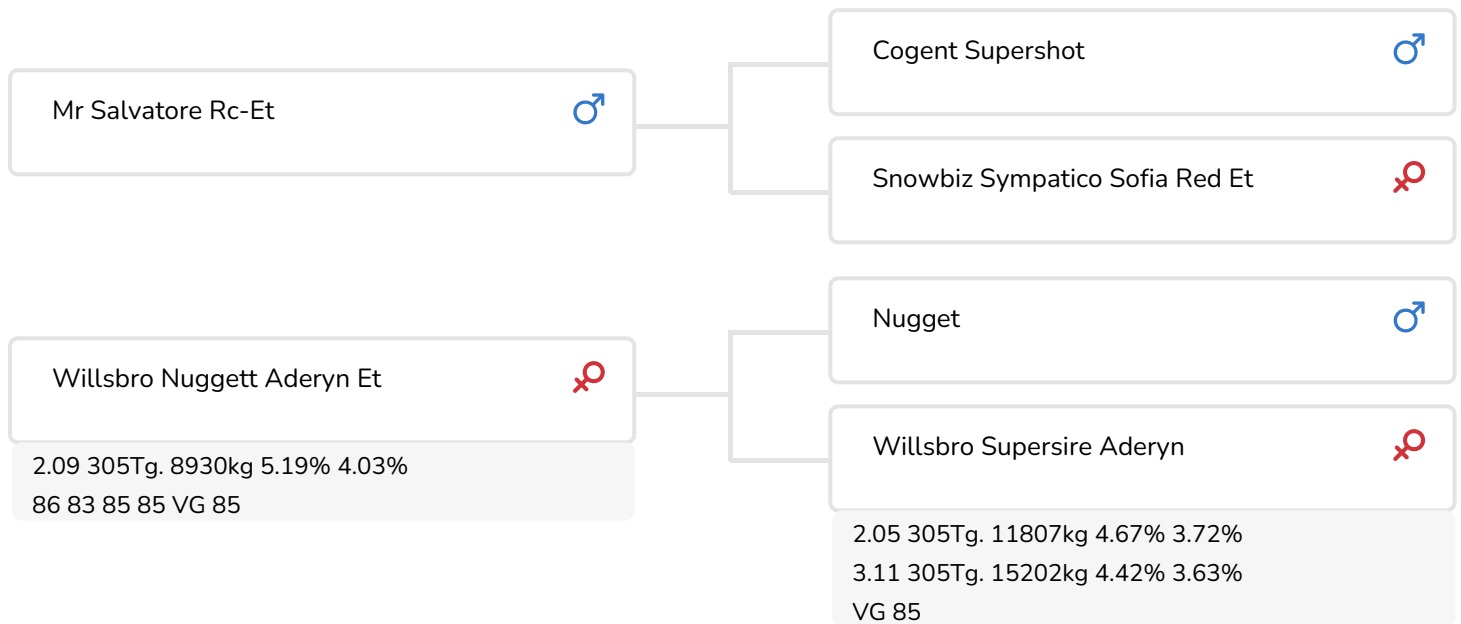 Mr Salvatore Rc-Et
Cogent Supershot
Snowbiz Sympatico Sofia Red Et
Willsbro Nuggett Aderyn Et
2.09 305Tg. 8930kg 5.19% 4.03%
86 83 85 85 VG 85
Nugget
Willsbro Supersire Aderyn
2.05 305Tg. 11807kg 4.67% 3.72%
3.11 305Tg. 15202kg 4.42% 3.63%
VG 85